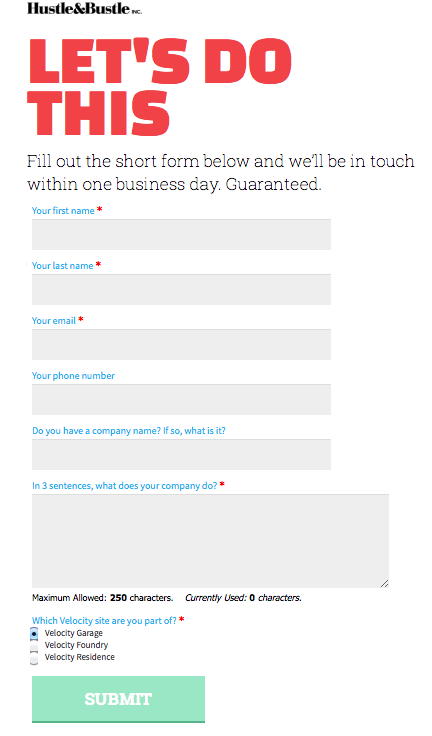 Hustle&Bustle INC.
LET'S DO
THIS
Fill out the short form below and we'll be in touch
within one business day. Guaranteed.
Your first name *
Your last name *
Your email *
Your phone number
Do you have a company name? If so, what is it?
In 3 sentences, what does your company do? *
Maximum Allowed: 250 characters. Currently Used: 0 characters.
Which Velocity site are you part of? *
Velocity Garage
Velocity Foundry
Velocity Residence
SUBMIT